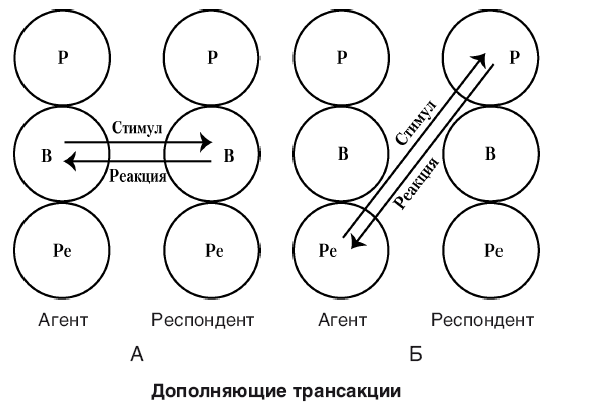 Р Р Р Р
Стимул
В В В В
Реакция
Стимул
Реакция
Ре Ре Ре Ре
Агент Респондент Агент Респондент
А Б
Дополняющие трансакции